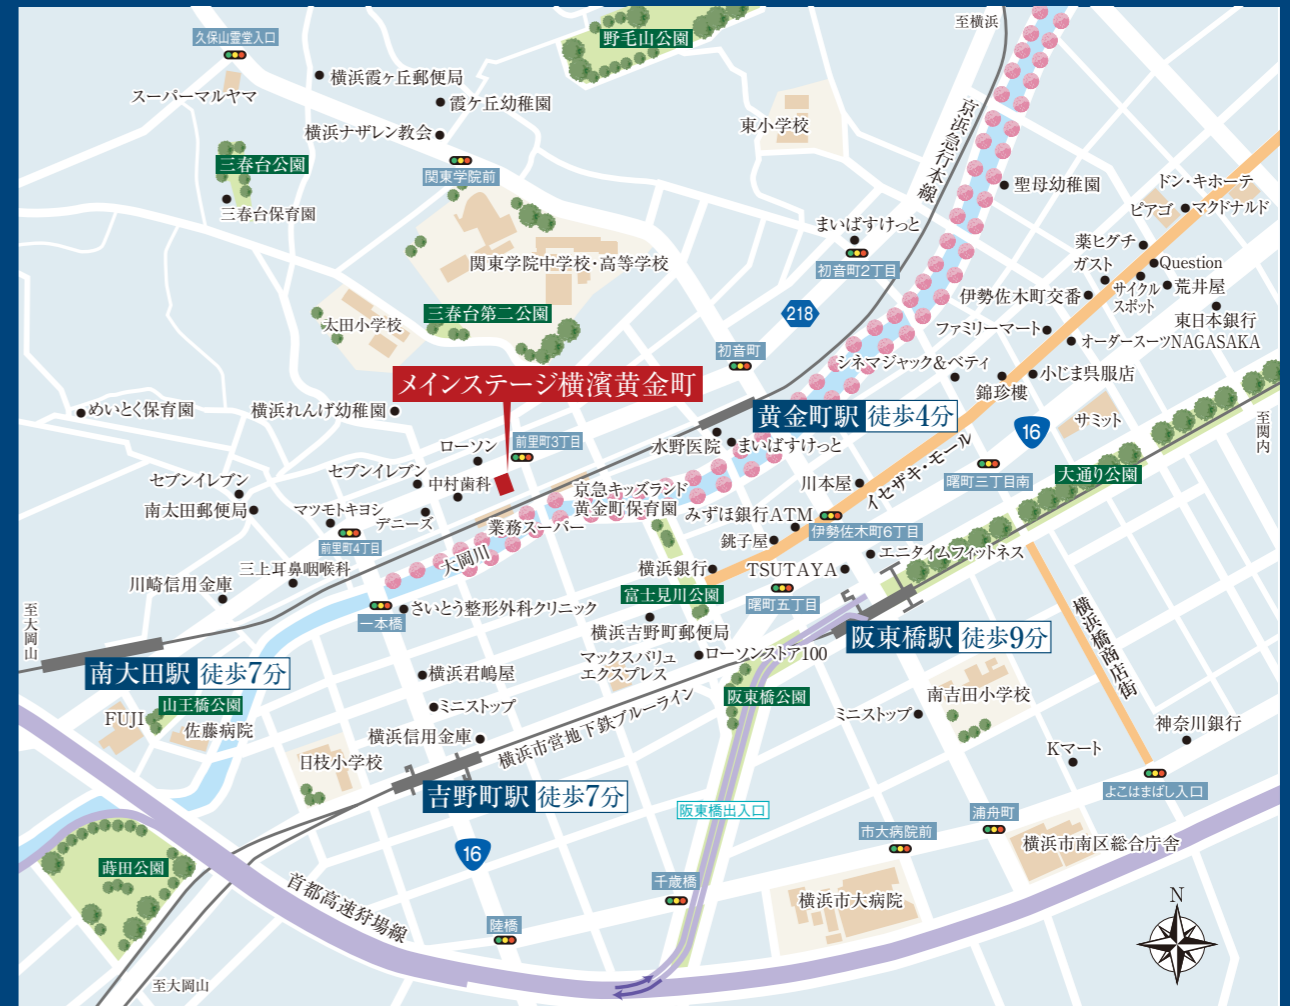 久保山霊堂入口
野毛山公園
至横浜
横浜霞ヶ丘郵便局
スーパーマルヤマ
霞ケ丘幼稚園
横浜ナザレン教会
東小学校
京浜急行本線
三春台公園
関東学院前
聖母幼稚園
ドン・キホーテ
ピアゴ
マクドナルド
三春台保育園
まいばすけっと
初音町2丁目
薬ヒグチ
ガスト
Question
関東学院中学校・高等学校
伊勢佐木町交番
サイクル
スポット
荒井屋
三春台第二公園
218
東日本銀行
太田小学校
ファミリーマート
オーダースーツNAGASAKA
初音町
シネマジャック&ベティ
小じま呉服店
錦珍樓
メインステージ横濱黄金町
めいとく保育園
横浜れんげ幼稚園
黄金町駅 徒歩4分
サミット
16
至関内
水野医院
まいばすけっと
前里町3丁目
ローソン
イセザキ・モール
曙町三丁目南
大通り公園
セブンイレブン
セブンイレブン
中村歯科
京急キッズランド
黄金町保育園
川本屋
南太田郵便局
マツモトキヨシ
デニーズ
業務スーパー
みずほ銀行ATM
伊勢佐木町6丁目
前里町4丁目
大岡川
銚子屋
エニタイムフィットネス
三上耳鼻咽喉科
川崎信用金庫
横浜銀行
TSUTAYA
富士見川公園
曙町五丁目
至大岡山
一本橋
さいとう整形外科クリニック
横浜吉野町郵便局
阪東橋駅 徒歩9分
横浜橋商店街
マックスバリュ
エクスプレス
ローソンストア100
南太田駅 徒歩7分
横浜君嶋屋
阪東橋公園
南吉田小学校
山王橋公園
FUJI
佐藤病院
ミニストップ
ミニストップ
神奈川銀行
横浜信用金庫
横浜市営地下鉄ブルーライン
日枝小学校
Kマート
吉野町駅 徒歩7分
よこはまばし入口
阪東橋出入口
浦舟町
市大病院前
横浜市南区総合庁舎
16
蒔田公園
首都高速狩場線
千歳橋
横浜市大病院
陸橋
N
至大岡山